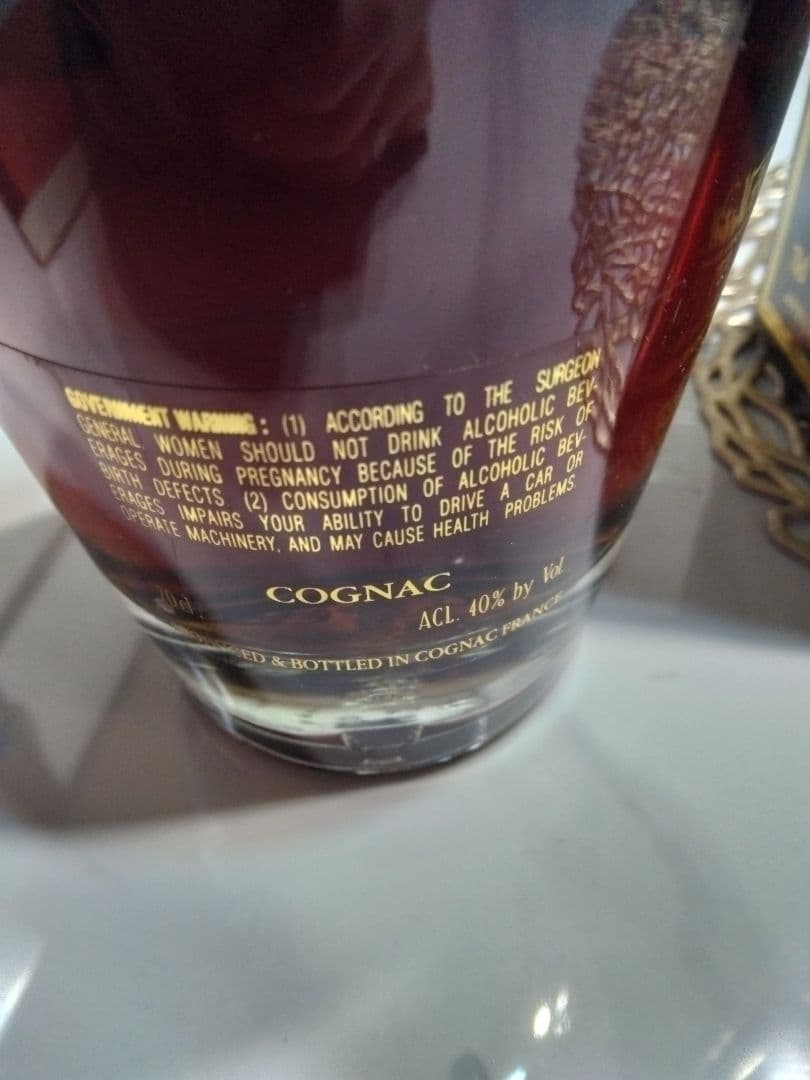 GOVERNMENT WARNING: (1) ACCORDING TO THE SURGEON
GENERAL WOMEN SHOULD NOT DRINK ALCOHOLIC BEV-
ERAGES DURING PREGNANCY BECAUSE OF THE RISK OF
BIRTH DEFECTS (2) CONSUMPTION OF ALCOHOLIC BEV-
ERAGES IMPAIRS YOUR ABILITY TO DRIVE A CAR OR
OPERATE MACHINERY, AND MAY CAUSE HEALTH PROBLEMS.
COGNAC
70cl
ACL. 40% by Vol.
& BOTTLED IN COGNAC FRANCE